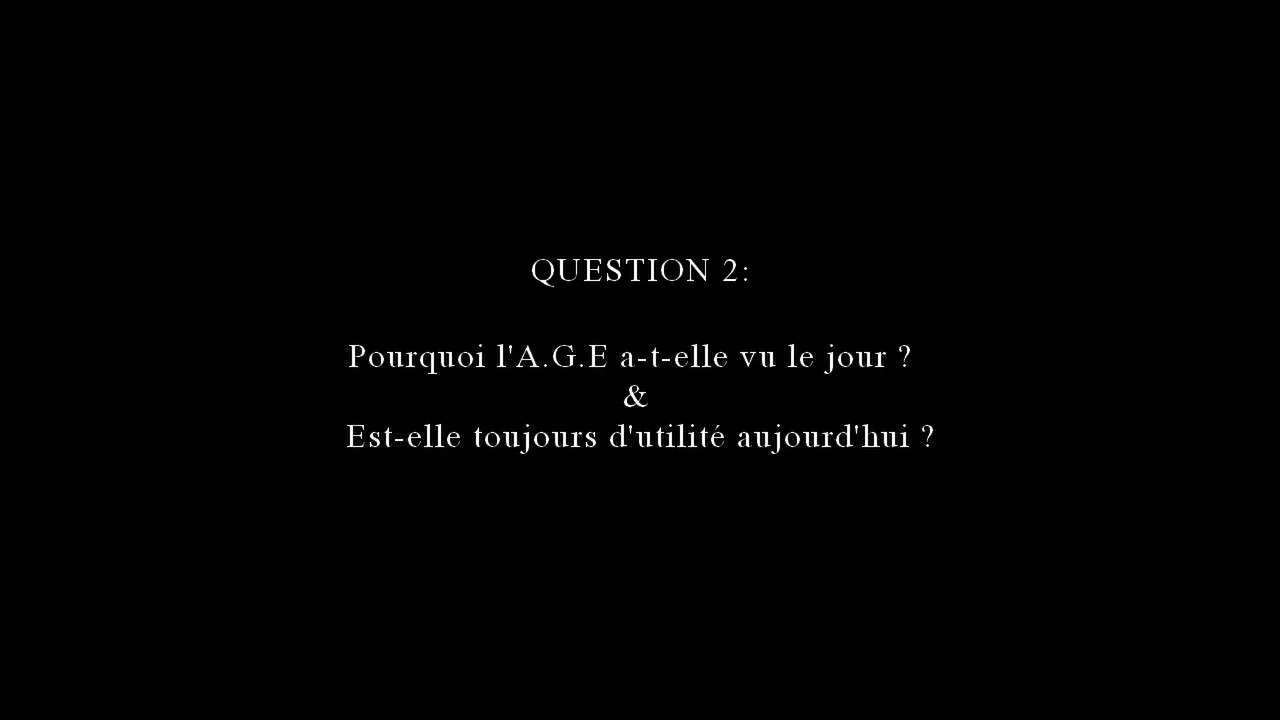 QUESTION 2:
Pourquoi l'A.G.E a-t-elle vu le jour ?
&
Est-elle toujours d'utilité aujourd'hui ?